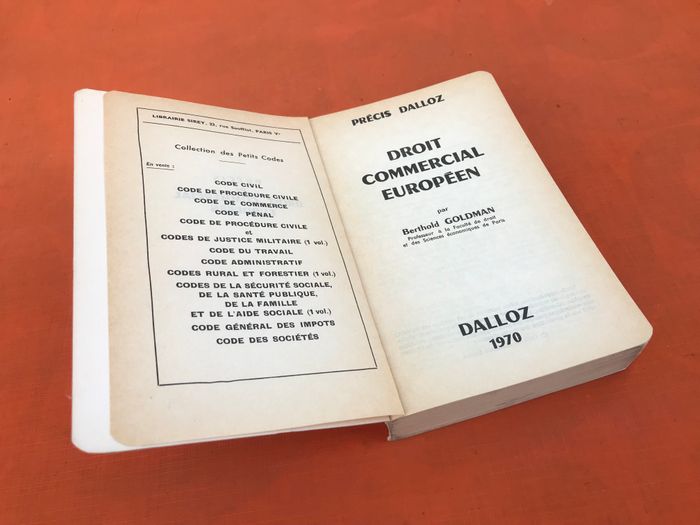 LIBRAIRIE SIREY, 22, rue Soufflot, PARIS Vᵉ
Collection des Petits Codes
En vente :
CODE CIVIL
CODE DE PROCÉDURE CIVILE
CODE DE COMMERCE
CODE PÉNAL
CODE DE PROCÉDURE CIVILE
et
CODES DE JUSTICE MILITAIRE (1 vol.)
CODE DU TRAVAIL
CODE ADMINISTRATIF
CODES RURAL ET FORESTIER (1 vol.)
CODES DE LA SÉCURITÉ SOCIALE,
DE LA SANTÉ PUBLIQUE,
DE LA FAMILLE
ET DE L'AIDE SOCIALE (1 vol.)
CODE GÉNÉRAL DES IMPOTS
CODE DES SOCIÉTÉS
PRÉCIS DALLOZ
DROIT
COMMERCIAL
EUROPÉEN
par
Berthold GOLDMAN
Professeur à la Faculté de droit
et des Sciences économiques de Paris
DALLOZ
1970